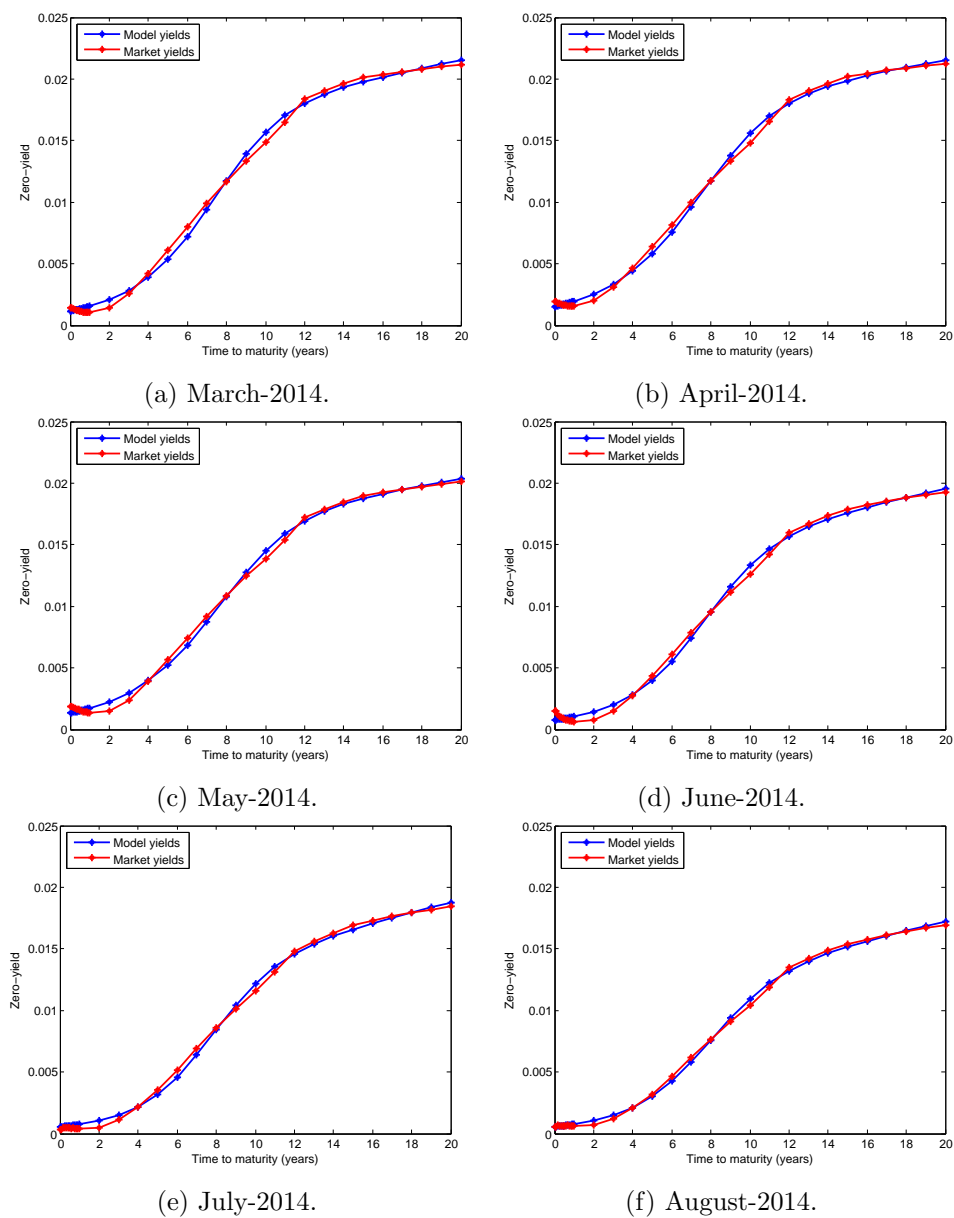 0.025
Model yields
Market yields
0.02
0.015
Zero−yield
0.01
0.005
0
0 2 4 6 8 10 12 14 16 18 20
Time to maturity (years)
(a) March-2014.
0.025
Model yields
Market yields
0.02
0.015
Zero−yield
0.01
0.005
0
0 2 4 6 8 10 12 14 16 18 20
Time to maturity (years)
(b) April-2014.
0.025
Model yields
Market yields
0.02
0.015
Zero−yield
0.01
0.005
0
0 2 4 6 8 10 12 14 16 18 20
Time to maturity (years)
(c) May-2014.
0.025
Model yields
Market yields
0.02
0.015
Zero−yield
0.01
0.005
0
0 2 4 6 8 10 12 14 16 18 20
Time to maturity (years)
(d) June-2014.
0.025
Model yields
Market yields
0.02
0.015
Zero−yield
0.01
0.005
0
0 2 4 6 8 10 12 14 16 18 20
Time to maturity (years)
(e) July-2014.
0.025
Model yields
Market yields
0.02
0.015
Zero−yield
0.01
0.005
0
0 2 4 6 8 10 12 14 16 18 20
Time to maturity (years)
(f) August-2014.